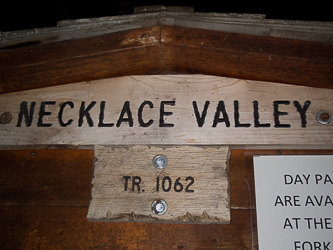 NECKLACE VALLEY
TR. 1062
DAY PA
ARE AVA
AT THE
FORK